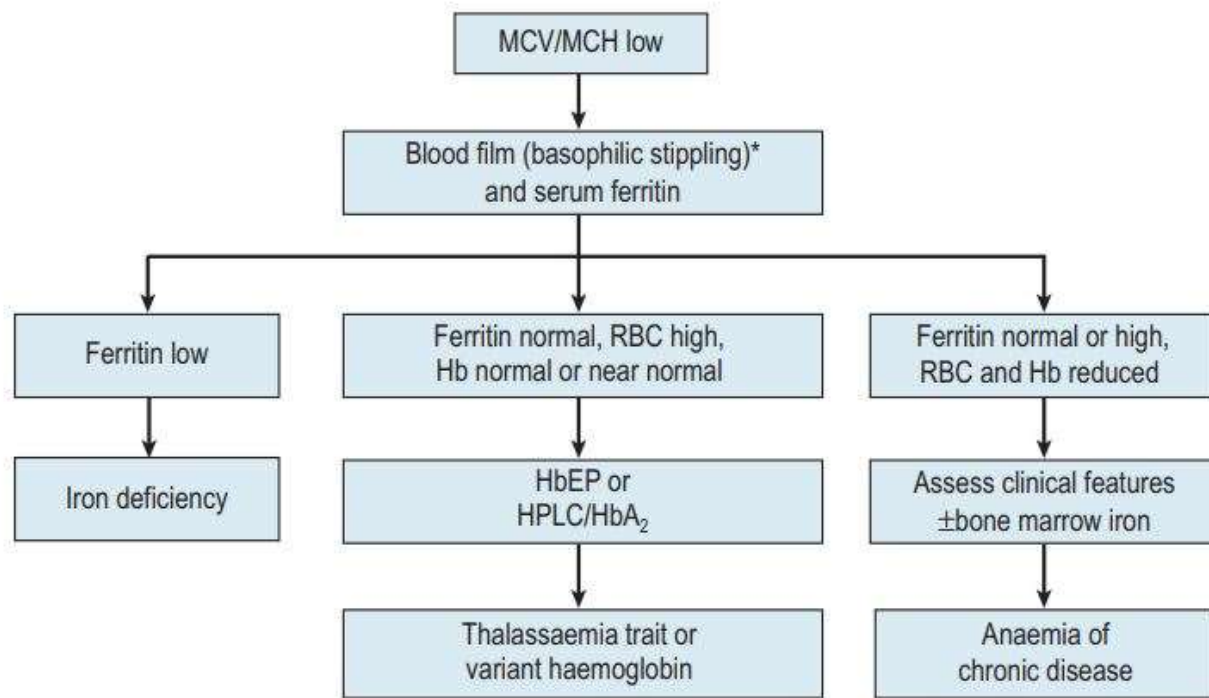 MCV/MCH low
Blood film (basophilic stippling)*
and serum ferritin
Ferritin low
Iron deficiency
Ferritin normal, RBC high,
Hb normal or near normal
HbEP or
HPLC/HbA₂
Thalassaemia trait or
variant haemoglobin
Ferritin normal or high,
RBC and Hb reduced
Assess clinical features
±bone marrow iron
Anaemia of
chronic disease